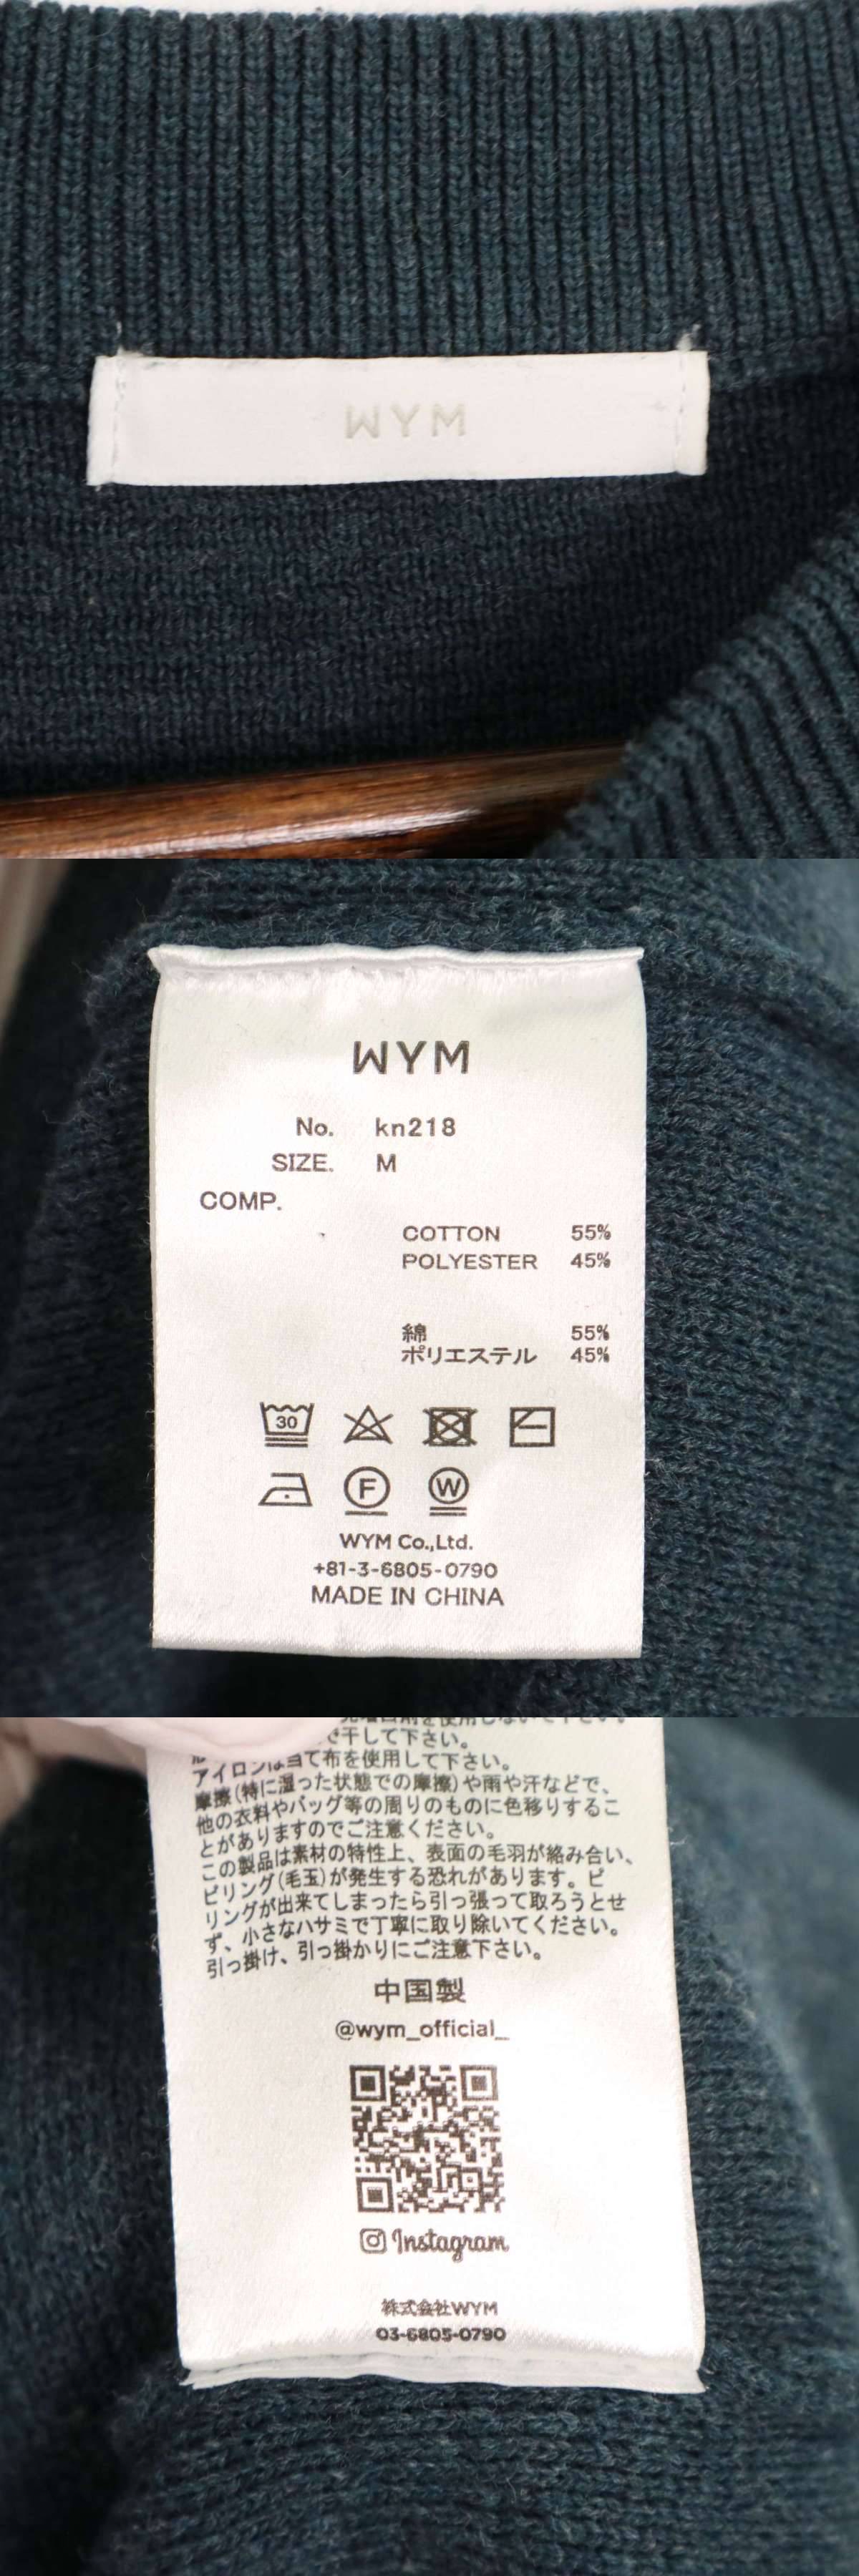 WYM
WYM
No. kn218
SIZE. M
COMP.
COTTON 55%
POLYESTER 45%
綿 55%
ポリエステル 45%
30
F W
WYM Co.,Ltd.
+81-3-6805-0790
MADE IN CHINA
で干して下さい。
アイロンは当て布を使用して下さい。
摩擦(特に湿った状態での摩擦)や雨や汗などで、
他の衣料やバッグ等の周りのものに色移りするこ
とがありますのでご注意ください。
この製品は素材の特性上、表面の毛羽が絡み合い、
ピリング(毛玉)が発生する恐れがあります。ピ
リングが出来てしまったら引っ張って取ろうとせ
ず、小さなハサミで丁寧に取り除いてください。
引っ掛け、引っ掛かりにご注意下さい。
中国製
@wym_official_
Instagram
株式会社WYM
03-6805-0790